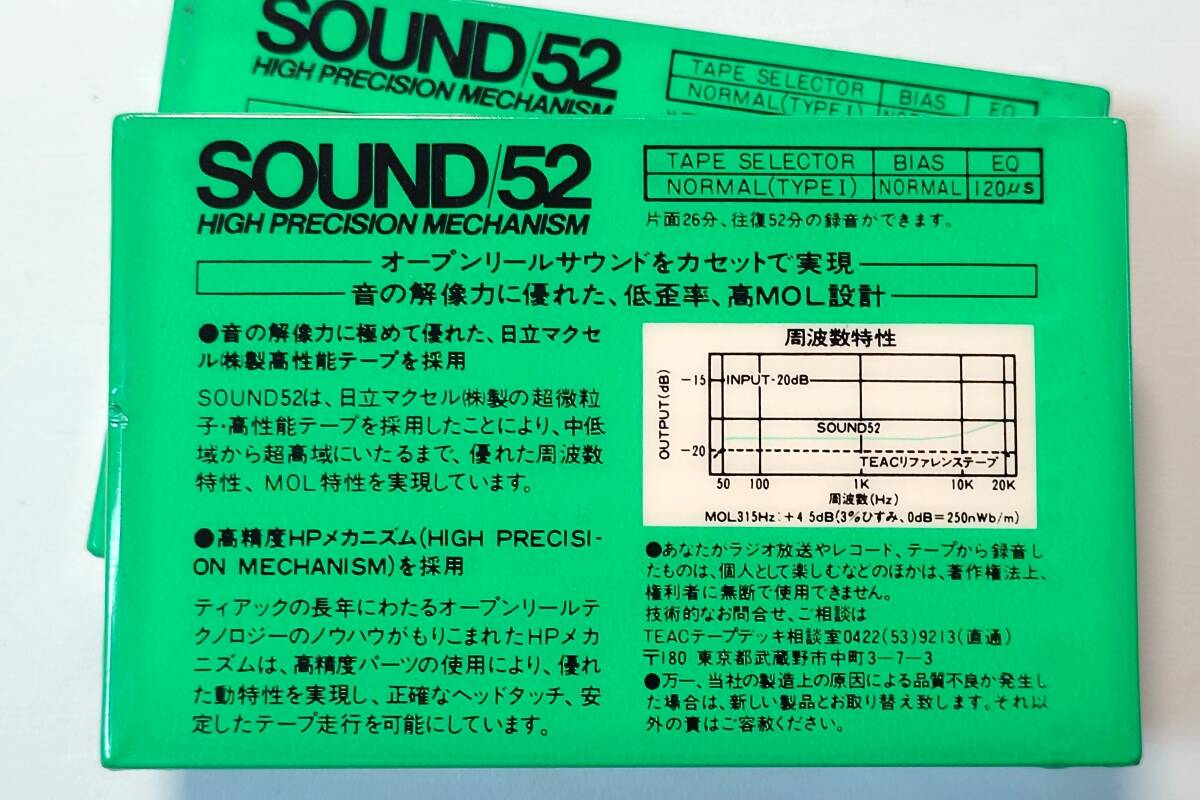 SOUND/52
HIGH PRECISION MECHANISM
TAPE SELECTOR BIAS EQ
NORMAL(TYPE I)
SOUND/52
HIGH PRECISION MECHANISM
TAPE SELECTOR BIAS EQ
NORMAL(TYPE I) NORMAL 120μs
片面26分、往復52分の録音ができます。
オープンリールサウンドをカセットで実現
音の解像力に優れた、低歪率、高MOL設計
●音の解像力に極めて優れた、日立マクセ
ル㈱製高性能テープを採用
SOUND52は、日立マクセル㈱製の超微粒
子・高性能テープを採用したことにより、中低
域から超高域にいたるまで、優れた周波数
特性、MOL特性を実現しています。
●高精度HPメカニズム(HIGH PRECISI-
ON MECHANISM)を採用
ティアックの長年にわたるオープンリールテ
クノロジーのノウハウがもりこまれたHPメカ
ニズムは、高精度パーツの使用により、優れ
た動特性を実現し、正確なヘッドタッチ、安
定したテープ走行を可能にしています。
周波数特性
OUTPUT(dB)
-15 INPUT-20dB
SOUND52
-20
TEACリファレンステープ
50 100 1K 10K 20K
周波数(Hz)
MOL315Hz:+4.5dB(3%ひずみ、0dB=250nWb/m)
●あなたがラジオ放送やレコード、テープから録音し
たものは、個人として楽しむなどのほかは、著作権法上、
権利者に無断で使用できません。
技術的なお問合せ、ご相談は
TEACテープデッキ相談室0422(53)9213(直通)
〒180 東京都武蔵野市中町3-7-3
●万一、当社の製造上の原因による品質不良が発生し
た場合は、新しい製品とお取り替え致します。それ以
外の責はご容赦ください。